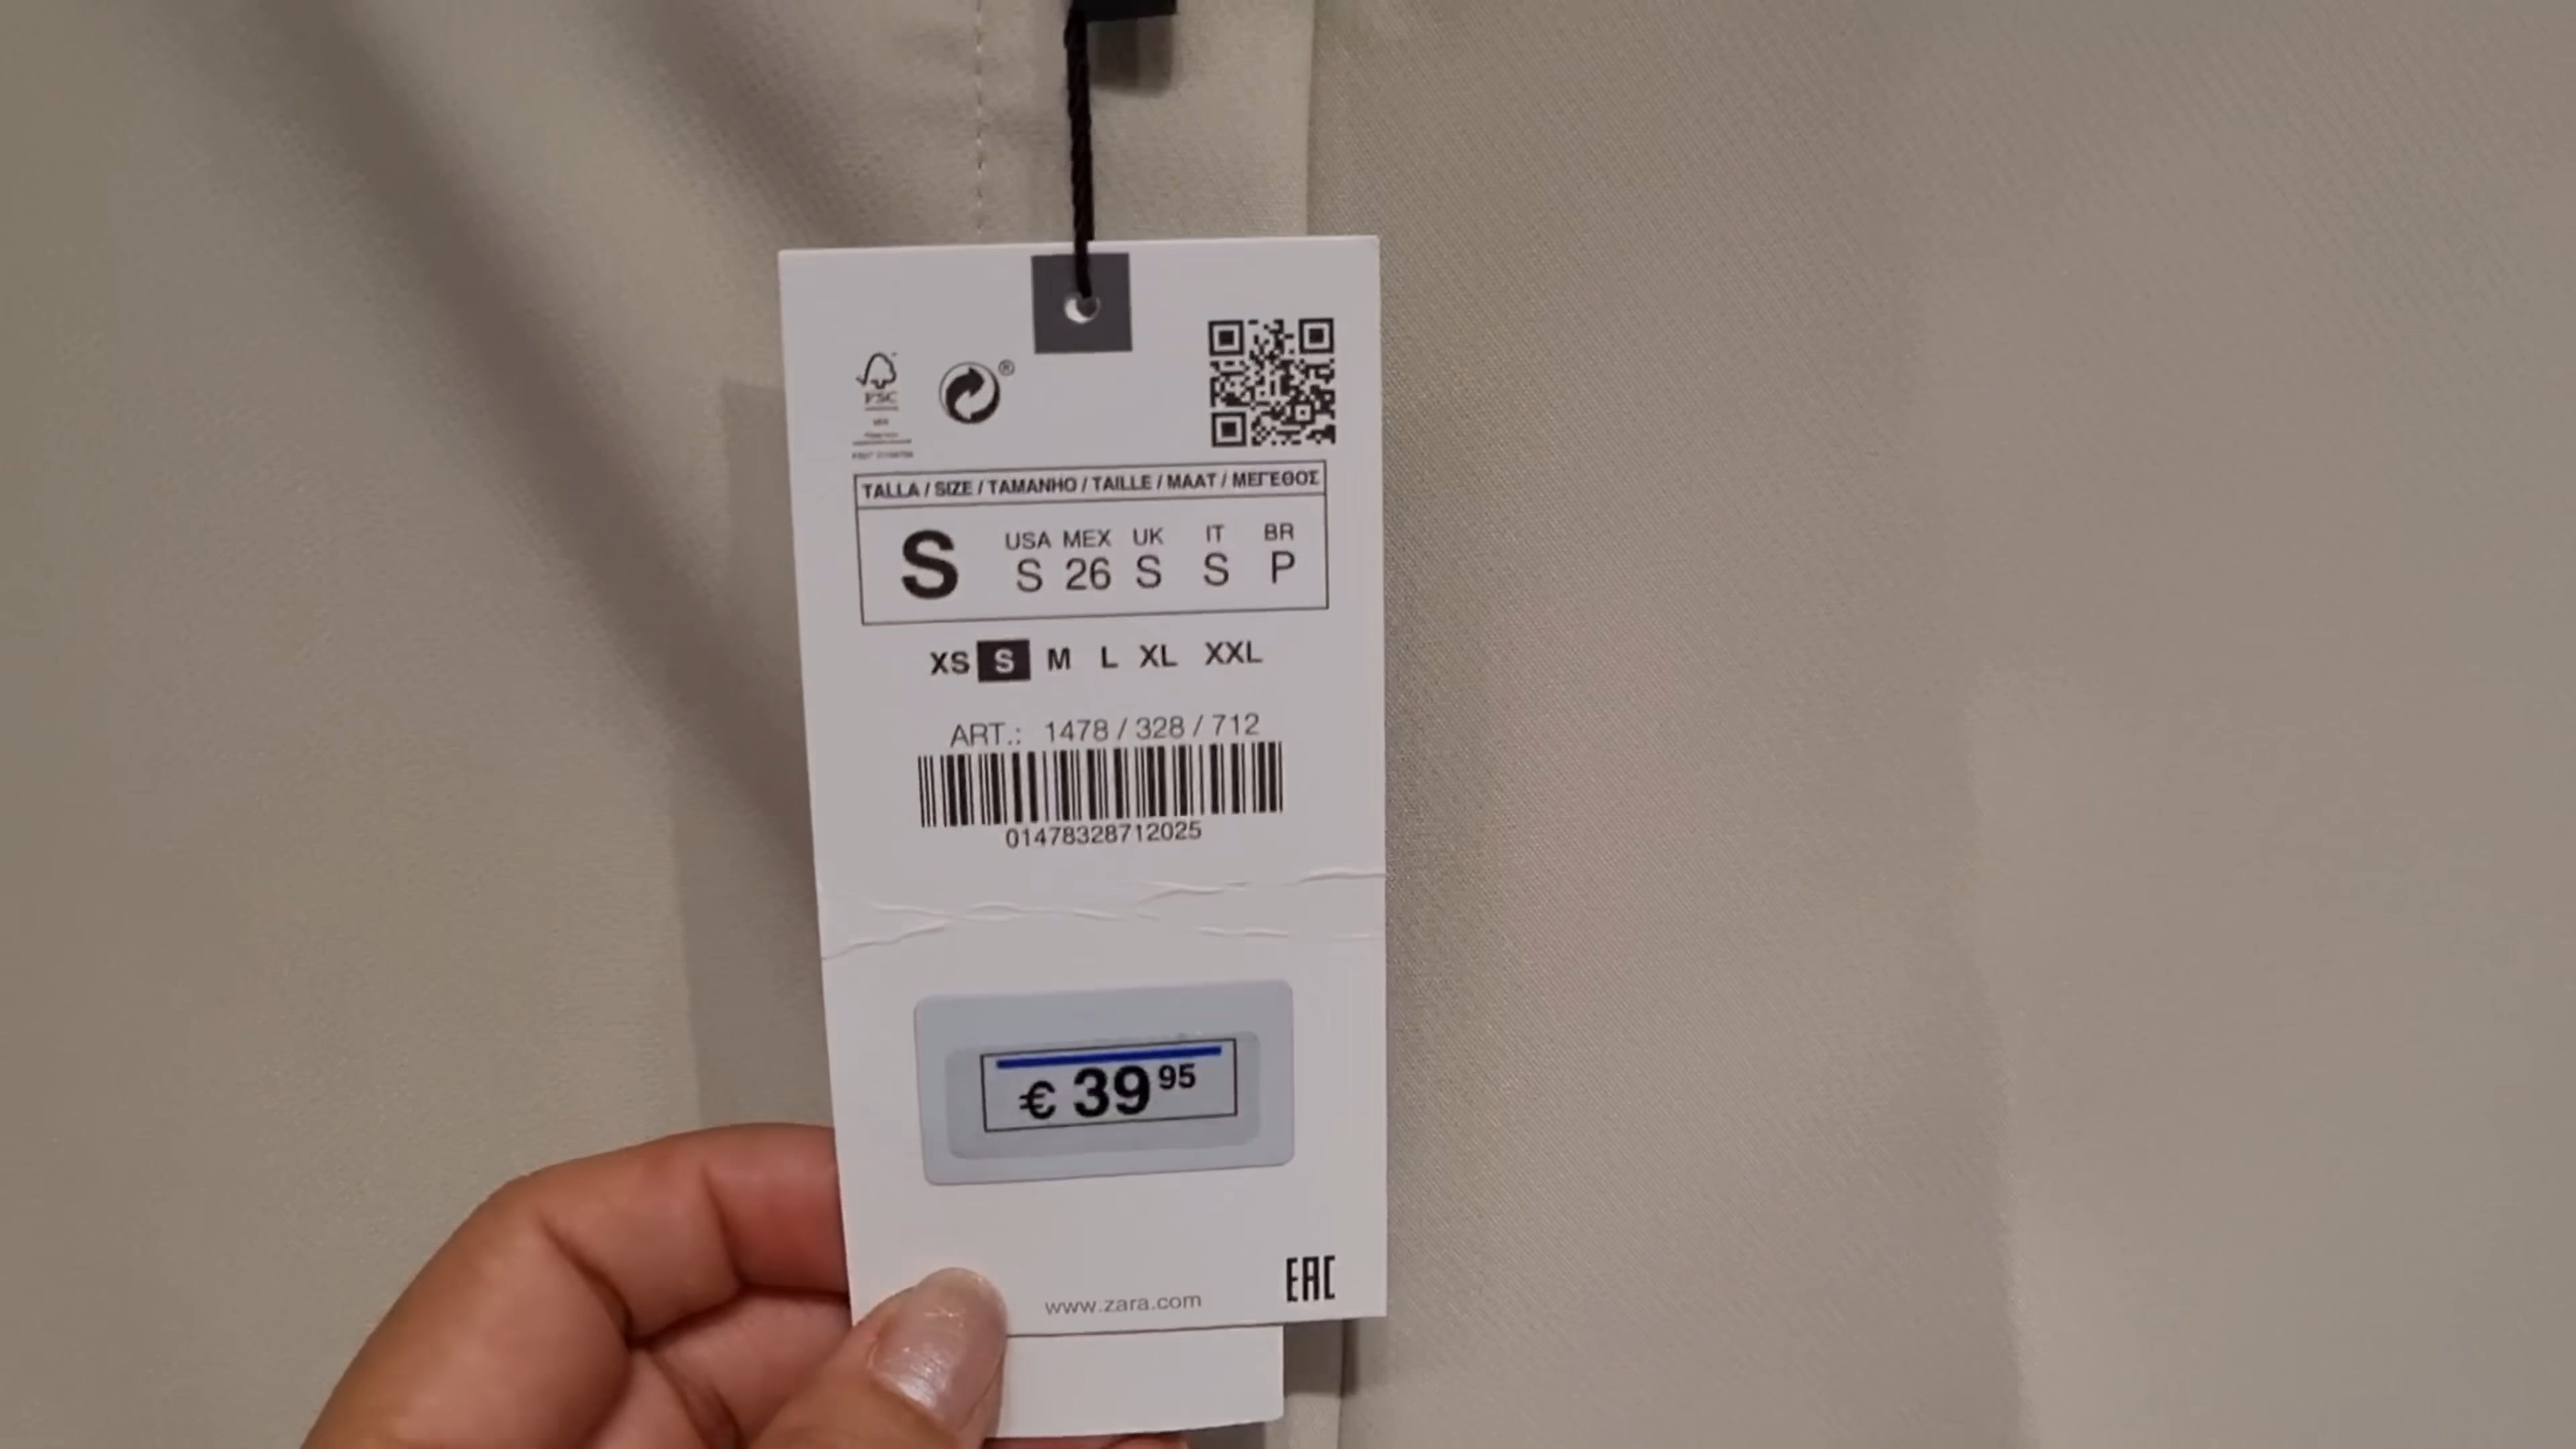 ®
FSC
TALLA / SIZE / TAMANHO / TAILLE / MAAT / ΜΕΓΕΘΟΣ
S
USA MEX UK IT BR
S 26 S S P
XS S M L XL XXL
ART.: 1478 / 328 / 712
01478328712025
€ 39 95
www.zara.com
EAC